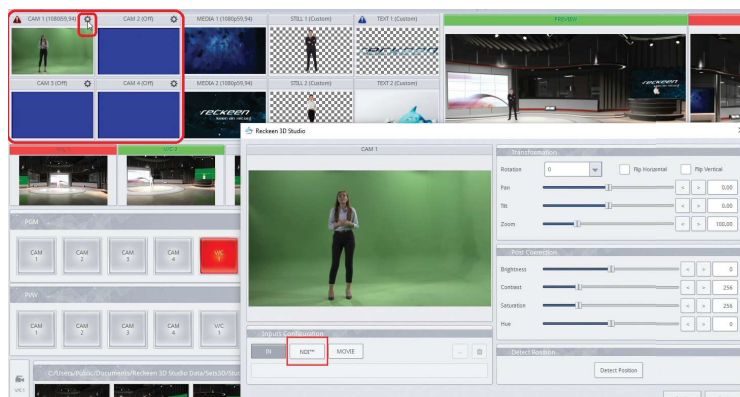 CAM 1 (1080i59,94)
CAM 2 (Off)
MEDIA 1 (1080p59,94)
STILL 1 (Custom)
TEXT 1 (Custom)
PREVIEW
CAM 3 (Off)
CAM 4 (Off)
MEDIA 2 (1080p59,94)
STILL 2 (Custom)
TEXT 2 (Custom)
reckeen
reckeen
Reckeen 3D Studio
V/C 2
CAM 1
Transformation
Rotation
0
Flip Horizontal
Flip Vertical
Pan
< > 0.00
Tilt
< > 0.00
Zoom
< > 100.00
PGM
CAM 1
CAM 2
CAM 3
CAM 4
V/C 1
Post Correction
Brightness
< > 0
Contrast
< > 256
Saturation
< > 256
Hue
< > 0
PVW
CAM 1
CAM 2
CAM 3
CAM 4
V/C 1
Inputs Configuration
IN
NDI™
MOVIE
...
Detect Position
Detect Position
C:/Users/Public/Documents/Reckeen 3D Studio Data/Sets3D/Stud
V/C 1